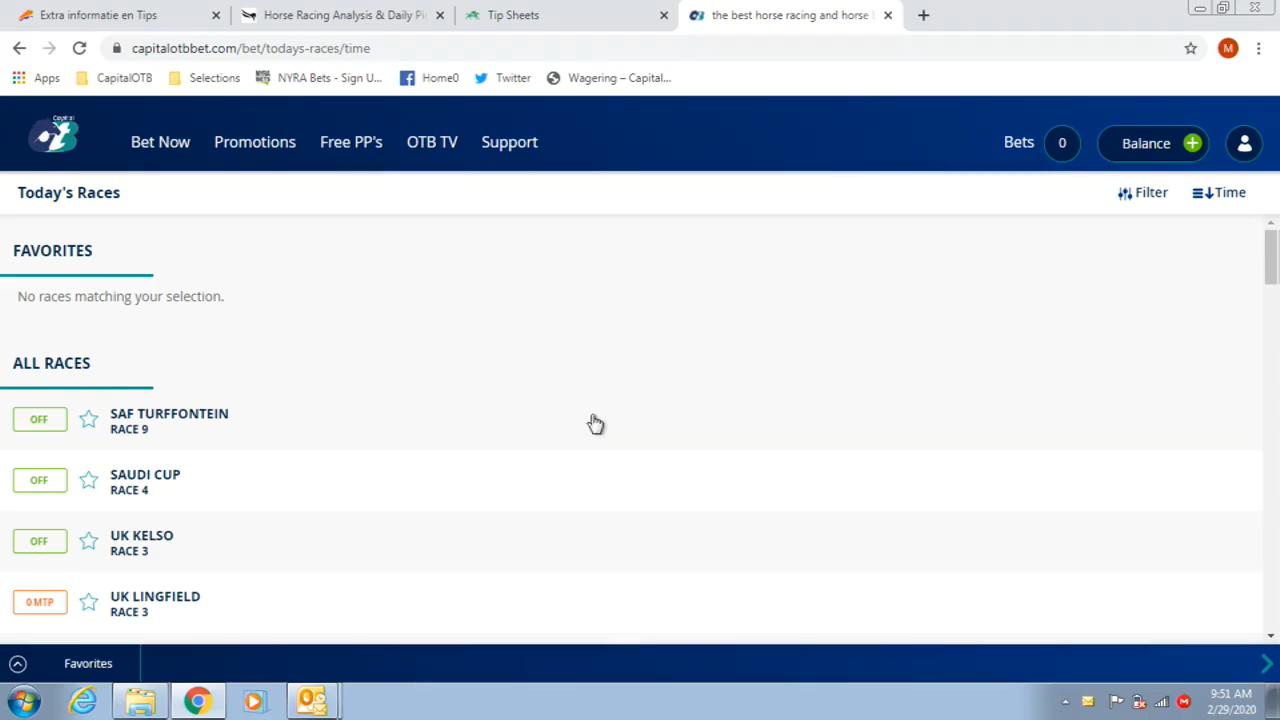 Extra informatie en Tips
Horse Racing Analysis & Daily Pi
Tip Sheets
the best horse racing and horse b
capitalotbbet.com/bet/todays-races/time
M
Apps
CapitalOTB
Selections
NYRA Bets - Sign U...
Home0
Twitter
Wagering – Capital...
Capital
Bet Now
Promotions
Free PP's
OTB TV
Support
Bets
0
Balance
Today's Races
Filter
Time
FAVORITES
No races matching your selection.
ALL RACES
OFF
SAF TURFFONTEIN
RACE 9
OFF
SAUDI CUP
RACE 4
OFF
UK KELSO
RACE 3
0 MTP
UK LINGFIELD
RACE 3
Favorites
9:51 AM
2/29/2020